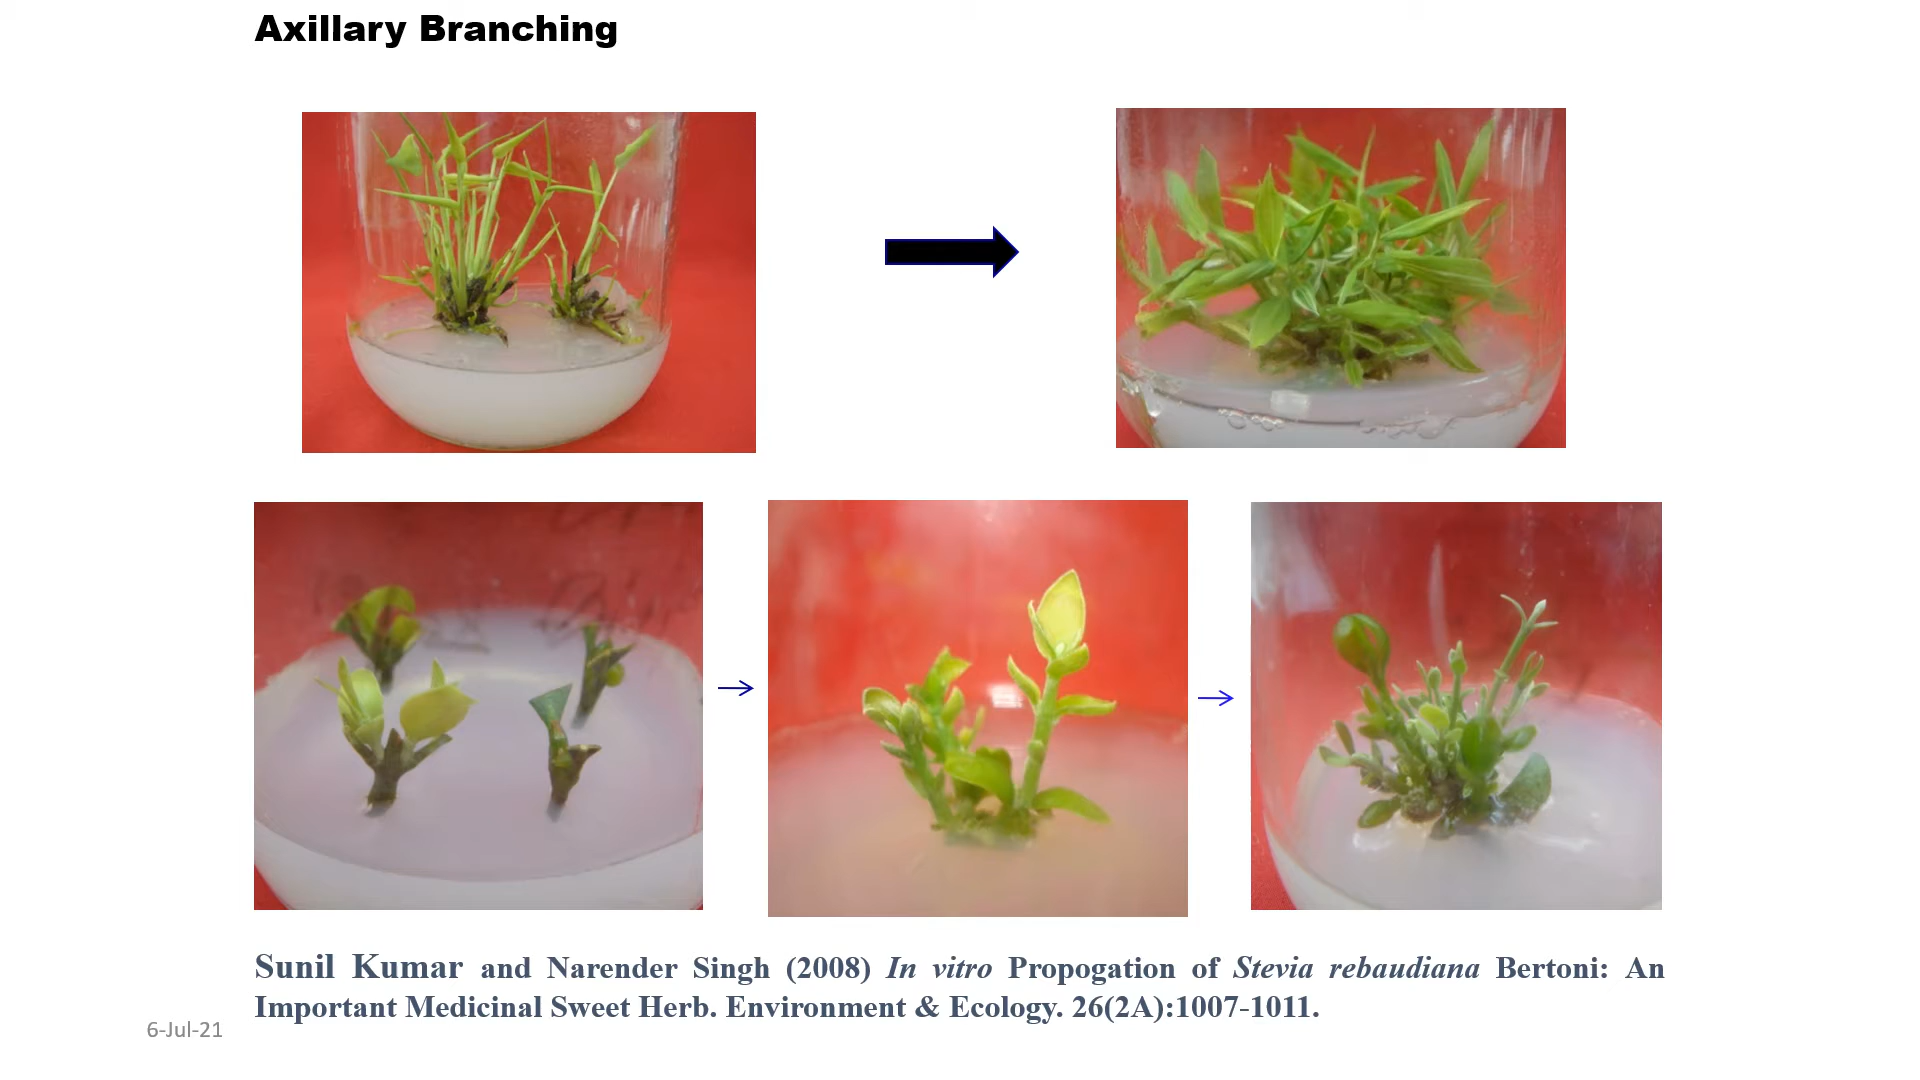 Axillary Branching
Sunil Kumar and Narender Singh (2008) In vitro Propogation of Stevia rebaudiana Bertoni: An
Important Medicinal Sweet Herb. Environment & Ecology. 26(2A):1007-1011.
6-Jul-21